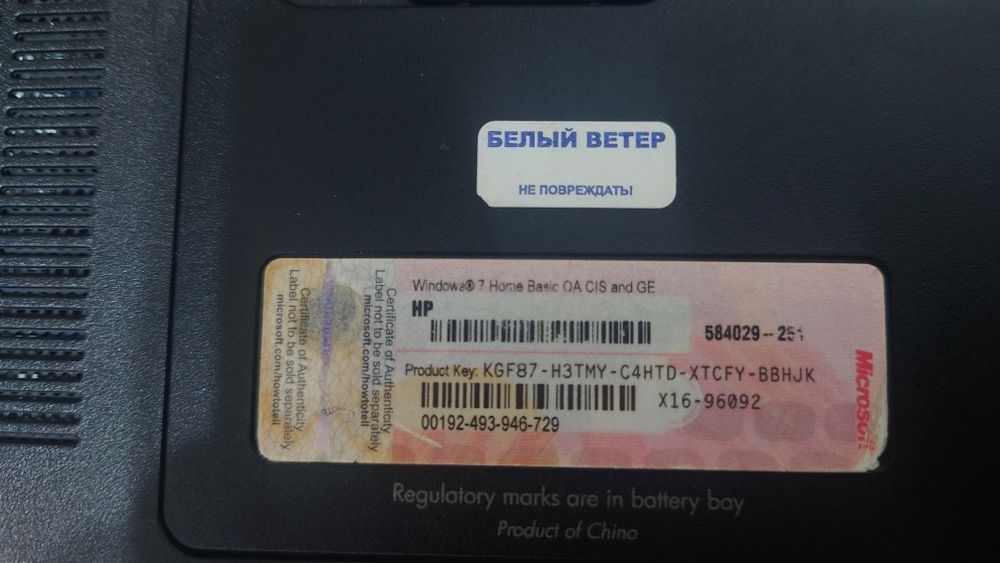 БЕЛЫЙ ВЕТЕР
НЕ ПОВРЕЖДАТЬ!
Certificate of Authenticity
Label not to be sold separately
microsoft.com/howtotell
Certificate of Authenticity
Label not to be sold separately
microsoft.com/howtotell
Windows® 7 Home Basic OA CIS and GE
HP
584029-251
Product Key: KGF87-H3TMY-C4HTD-XTCFY-BBHJK
X16-96092
00192-493-946-729
Microsoft
Regulatory marks are in battery bay
Product of China